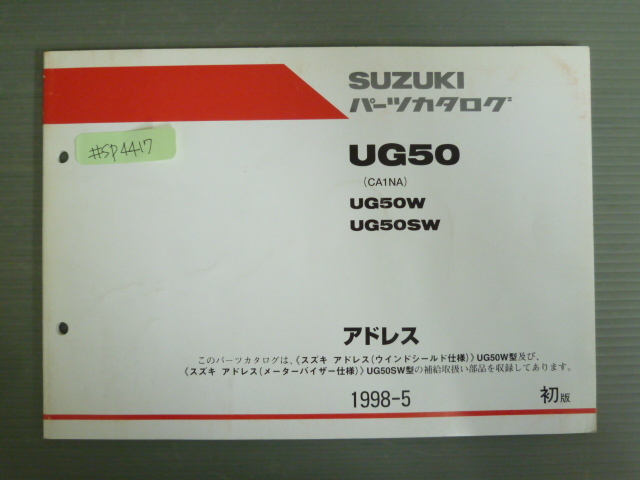 SUZUKI
パーツカタログ
#SP4417
UG50
(CA1NA)
UG50W
UG50SW
アドレス
このパーツカタログは、《スズキ アドレス(ウインドシールド仕様)》UG50W型及び、
《スズキ アドレス(メーターバイザー仕様)》UG50SW型の補給取扱い部品を収録してあります。
1998-5 初版